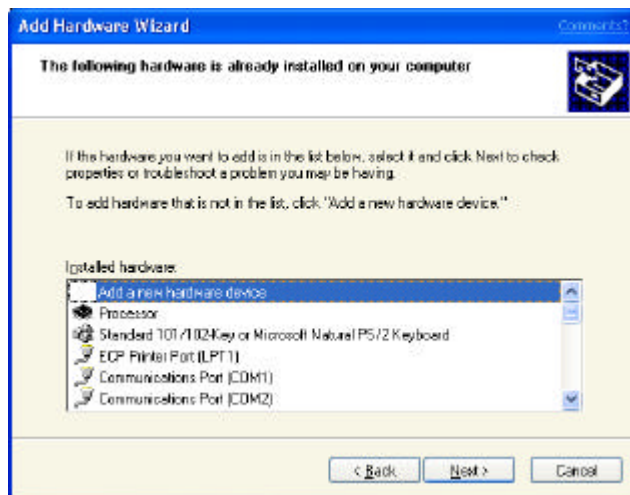 Add Hardware Wizard
Comments?
The following hardware is already installed on your computer
If the hardware you want to add is in the list below, select it and click Next to check
properties or troubleshoot a problem you may be having.
To add hardware that is not in the list, click "Add a new hardware device."
Installed hardware:
Add a new hardware device
Processor
Standard 101/102-Key or Microsoft Natural PS/2 Keyboard
ECP Printer Port (LPT1)
Communications Port (COM1)
Communications Port (COM2)
< Back
Next >
Cancel